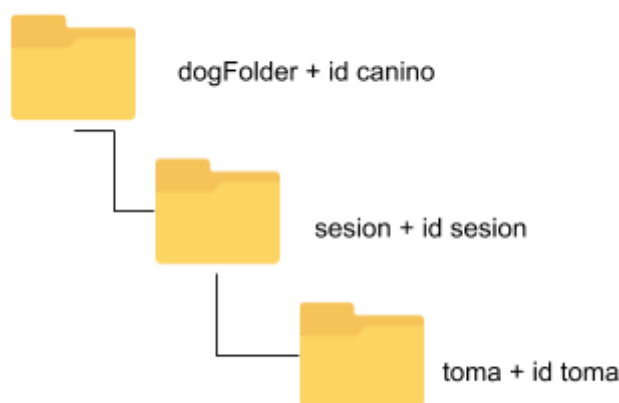 dogFolder + id canino
sesion + id sesion
toma + id toma